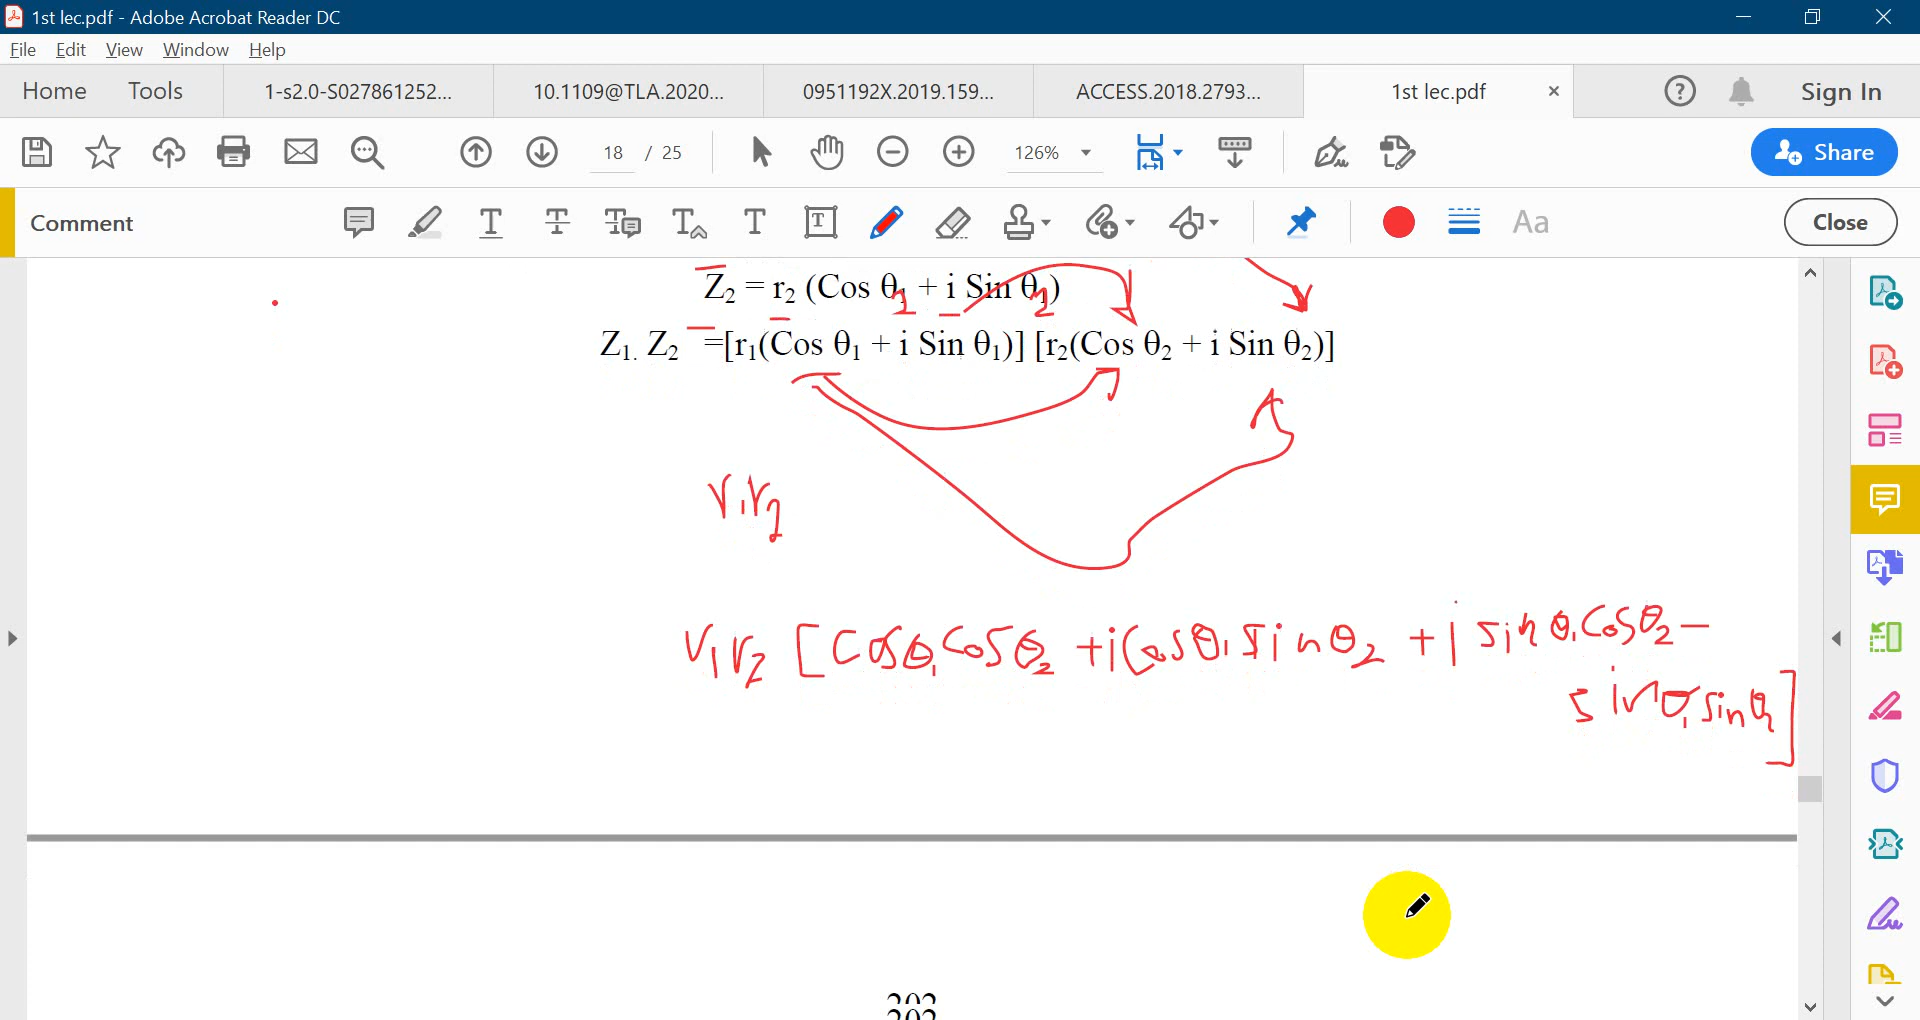 1st lec.pdf - Adobe Acrobat Reader DC
File Edit View Window Help
Home Tools 1-s2.0-S027861252... 10.1109@TLA.2020... 0951192X.2019.159... ACCESS.2018.2793... 1st lec.pdf × Sign In
18 / 25 126% Share
Comment Aa Close
Z₂ = r₂ (Cos θ₂ + i Sin θ₂)
Z₁. Z₂ =[r₁(Cos θ₁ + i Sin θ₁)] [r₂(Cos θ₂ + i Sin θ₂)]
r₁r₂
r₁r₂ [Cosθ₁Cosθ₂ +iCosθ₁Sinθ₂ +i Sinθ₁Cosθ₂ −
Sinθ₁Sinθ₂]
202